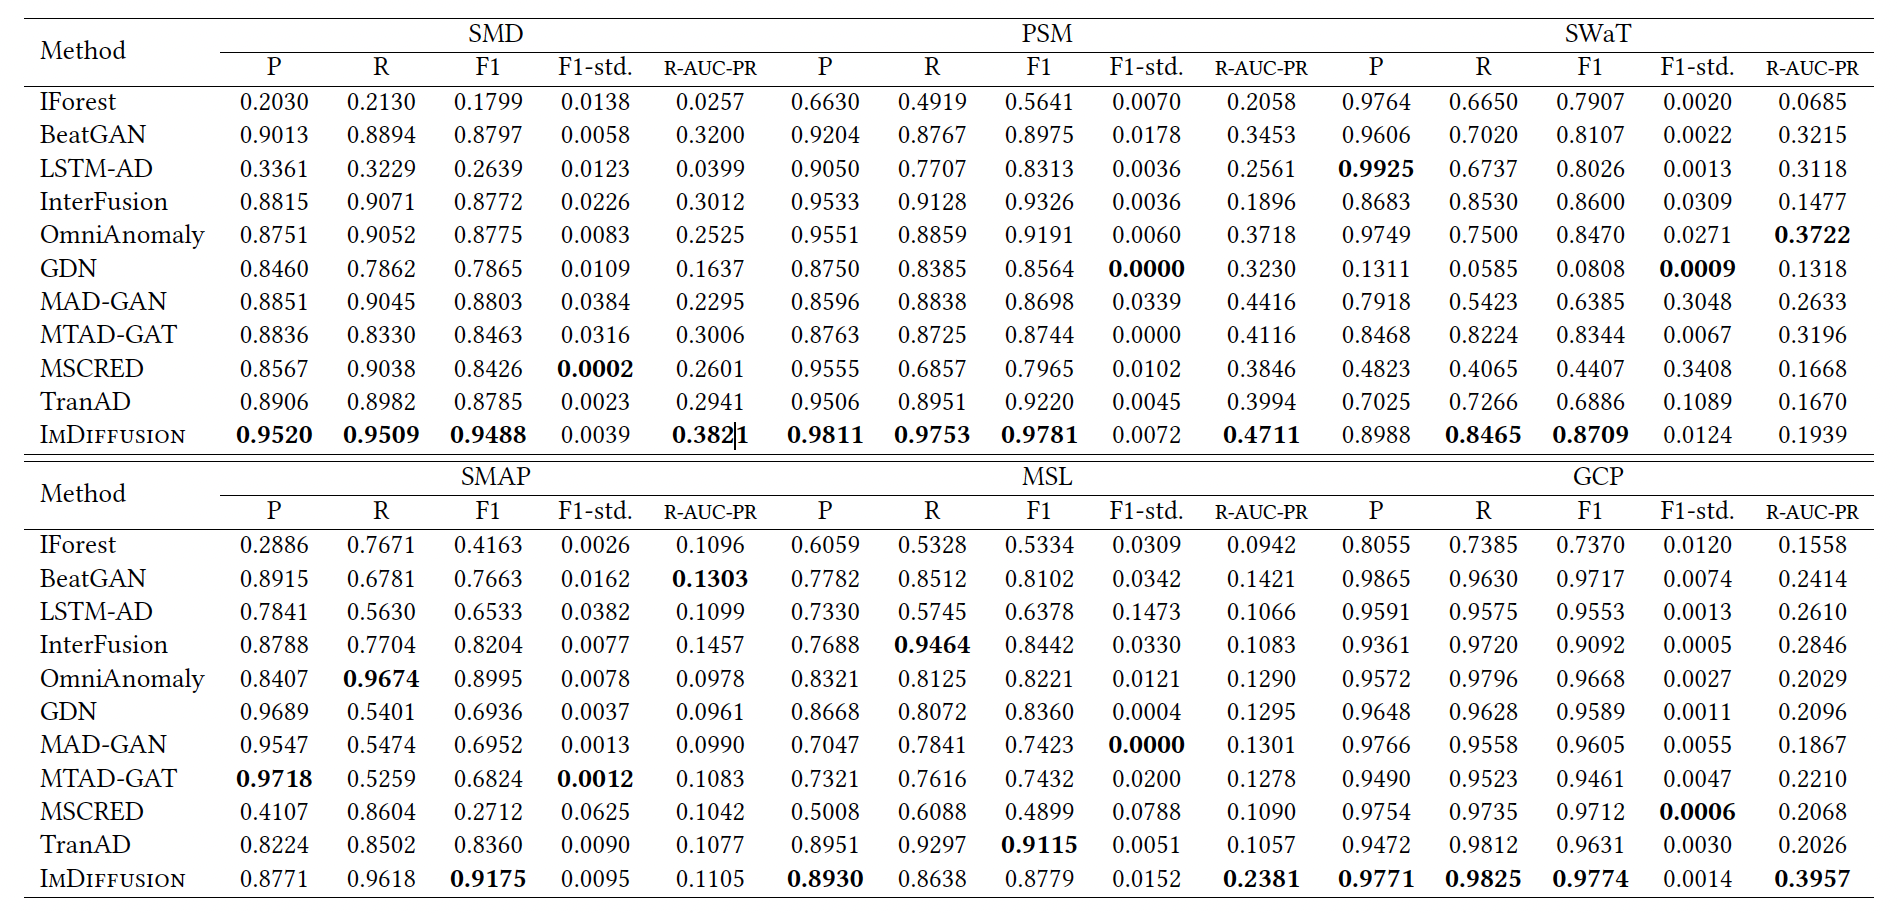 Method SMD PSM SWaT
P R F1 F1-std. R-AUC-PR P R F1 F1-std. R-AUC-PR P R F1 F1-std. R-AUC-PR
IForest 0.2030 0.2130 0.1799 0.0138 0.0257 0.6630 0.4919 0.5641 0.0070 0.2058 0.9764 0.6650 0.7907 0.0020 0.0685
BeatGAN 0.9013 0.8894 0.8797 0.0058 0.3200 0.9204 0.8767 0.8975 0.0178 0.3453 0.9606 0.7020 0.8107 0.0022 0.3215
LSTM-AD 0.3361 0.3229 0.2639 0.0123 0.0399 0.9050 0.7707 0.8313 0.0036 0.2561 0.9925 0.6737 0.8026 0.0013 0.3118
InterFusion 0.8815 0.9071 0.8772 0.0226 0.3012 0.9533 0.9128 0.9326 0.0036 0.1896 0.8683 0.8530 0.8600 0.0309 0.1477
OmniAnomaly 0.8751 0.9052 0.8775 0.0083 0.2525 0.9551 0.8859 0.9191 0.0060 0.3718 0.9749 0.7500 0.8470 0.0271 0.3722
GDN 0.8460 0.7862 0.7865 0.0109 0.1637 0.8750 0.8385 0.8564 0.0000 0.3230 0.1311 0.0585 0.0808 0.0009 0.1318
MAD-GAN 0.8851 0.9045 0.8803 0.0384 0.2295 0.8596 0.8838 0.8698 0.0339 0.4416 0.7918 0.5423 0.6385 0.3048 0.2633
MTAD-GAT 0.8836 0.8330 0.8463 0.0316 0.3006 0.8763 0.8725 0.8744 0.0000 0.4116 0.8468 0.8224 0.8344 0.0067 0.3196
MSCRED 0.8567 0.9038 0.8426 0.0002 0.2601 0.9555 0.6857 0.7965 0.0102 0.3846 0.4823 0.4065 0.4407 0.3408 0.1668
TranAD 0.8906 0.8982 0.8785 0.0023 0.2941 0.9506 0.8951 0.9220 0.0045 0.3994 0.7025 0.7266 0.6886 0.1089 0.1670
ImDiffusion 0.9520 0.9509 0.9488 0.0039 0.3821 0.9811 0.9753 0.9781 0.0072 0.4711 0.8988 0.8465 0.8709 0.0124 0.1939
Method SMAP MSL GCP
P R F1 F1-std. R-AUC-PR P R F1 F1-std. R-AUC-PR P R F1 F1-std. R-AUC-PR
IForest 0.2886 0.7671 0.4163 0.0026 0.1096 0.6059 0.5328 0.5334 0.0309 0.0942 0.8055 0.7385 0.7370 0.0120 0.1558
BeatGAN 0.8915 0.6781 0.7663 0.0162 0.1303 0.7782 0.8512 0.8102 0.0342 0.1421 0.9865 0.9630 0.9717 0.0074 0.2414
LSTM-AD 0.7841 0.5630 0.6533 0.0382 0.1099 0.7330 0.5745 0.6378 0.1473 0.1066 0.9591 0.9575 0.9553 0.0013 0.2610
InterFusion 0.8788 0.7704 0.8204 0.0077 0.1457 0.7688 0.9464 0.8442 0.0330 0.1083 0.9361 0.9720 0.9092 0.0005 0.2846
OmniAnomaly 0.8407 0.9674 0.8995 0.0078 0.0978 0.8321 0.8125 0.8221 0.0121 0.1290 0.9572 0.9796 0.9668 0.0027 0.2029
GDN 0.9689 0.5401 0.6936 0.0037 0.0961 0.8668 0.8072 0.8360 0.0004 0.1295 0.9648 0.9628 0.9589 0.0011 0.2096
MAD-GAN 0.9547 0.5474 0.6952 0.0013 0.0990 0.7047 0.7841 0.7423 0.0000 0.1301 0.9766 0.9558 0.9605 0.0055 0.1867
MTAD-GAT 0.9718 0.5259 0.6824 0.0012 0.1083 0.7321 0.7616 0.7432 0.0200 0.1278 0.9490 0.9523 0.9461 0.0047 0.2210
MSCRED 0.4107 0.8604 0.2712 0.0625 0.1042 0.5008 0.6088 0.4899 0.0788 0.1090 0.9754 0.9735 0.9712 0.0006 0.2068
TranAD 0.8224 0.8502 0.8360 0.0090 0.1077 0.8951 0.9297 0.9115 0.0051 0.1057 0.9472 0.9812 0.9631 0.0030 0.2026
ImDiffusion 0.8771 0.9618 0.9175 0.0095 0.1105 0.8930 0.8638 0.8779 0.0152 0.2381 0.9771 0.9825 0.9774 0.0014 0.3957